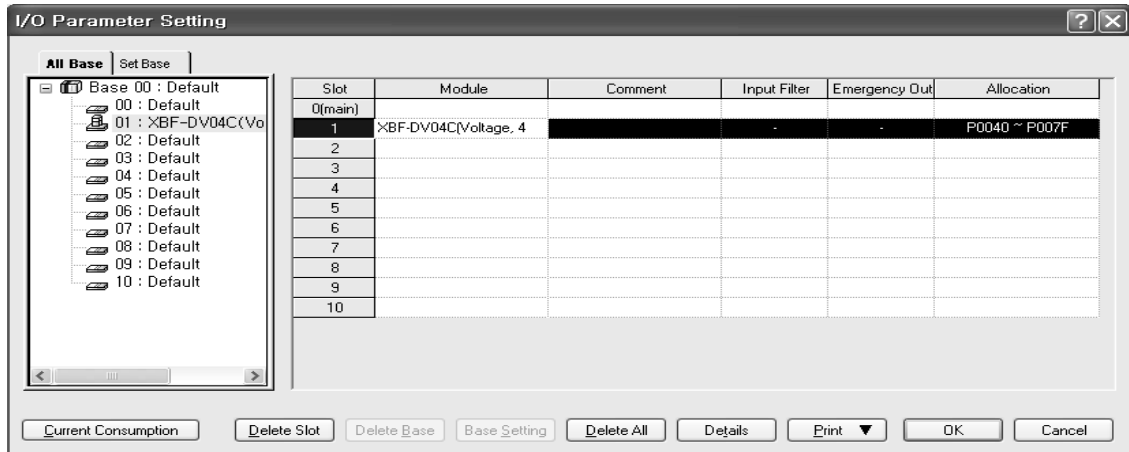 I/O Parameter Setting
All Base Set Base
Base 00 : Default
00 : Default
01 : XBF-DV04C(Vo
02 : Default
03 : Default
04 : Default
05 : Default
06 : Default
07 : Default
08 : Default
09 : Default
10 : Default
Slot Module Comment Input Filter Emergency Out Allocation
0(main)
1 XBF-DV04C(Voltage, 4 - - P0040 ~ P007F
2
3
4
5
6
7
8
9
10
Current Consumption Delete Slot Delete Base Base Setting Delete All Details Print ▼ OK Cancel